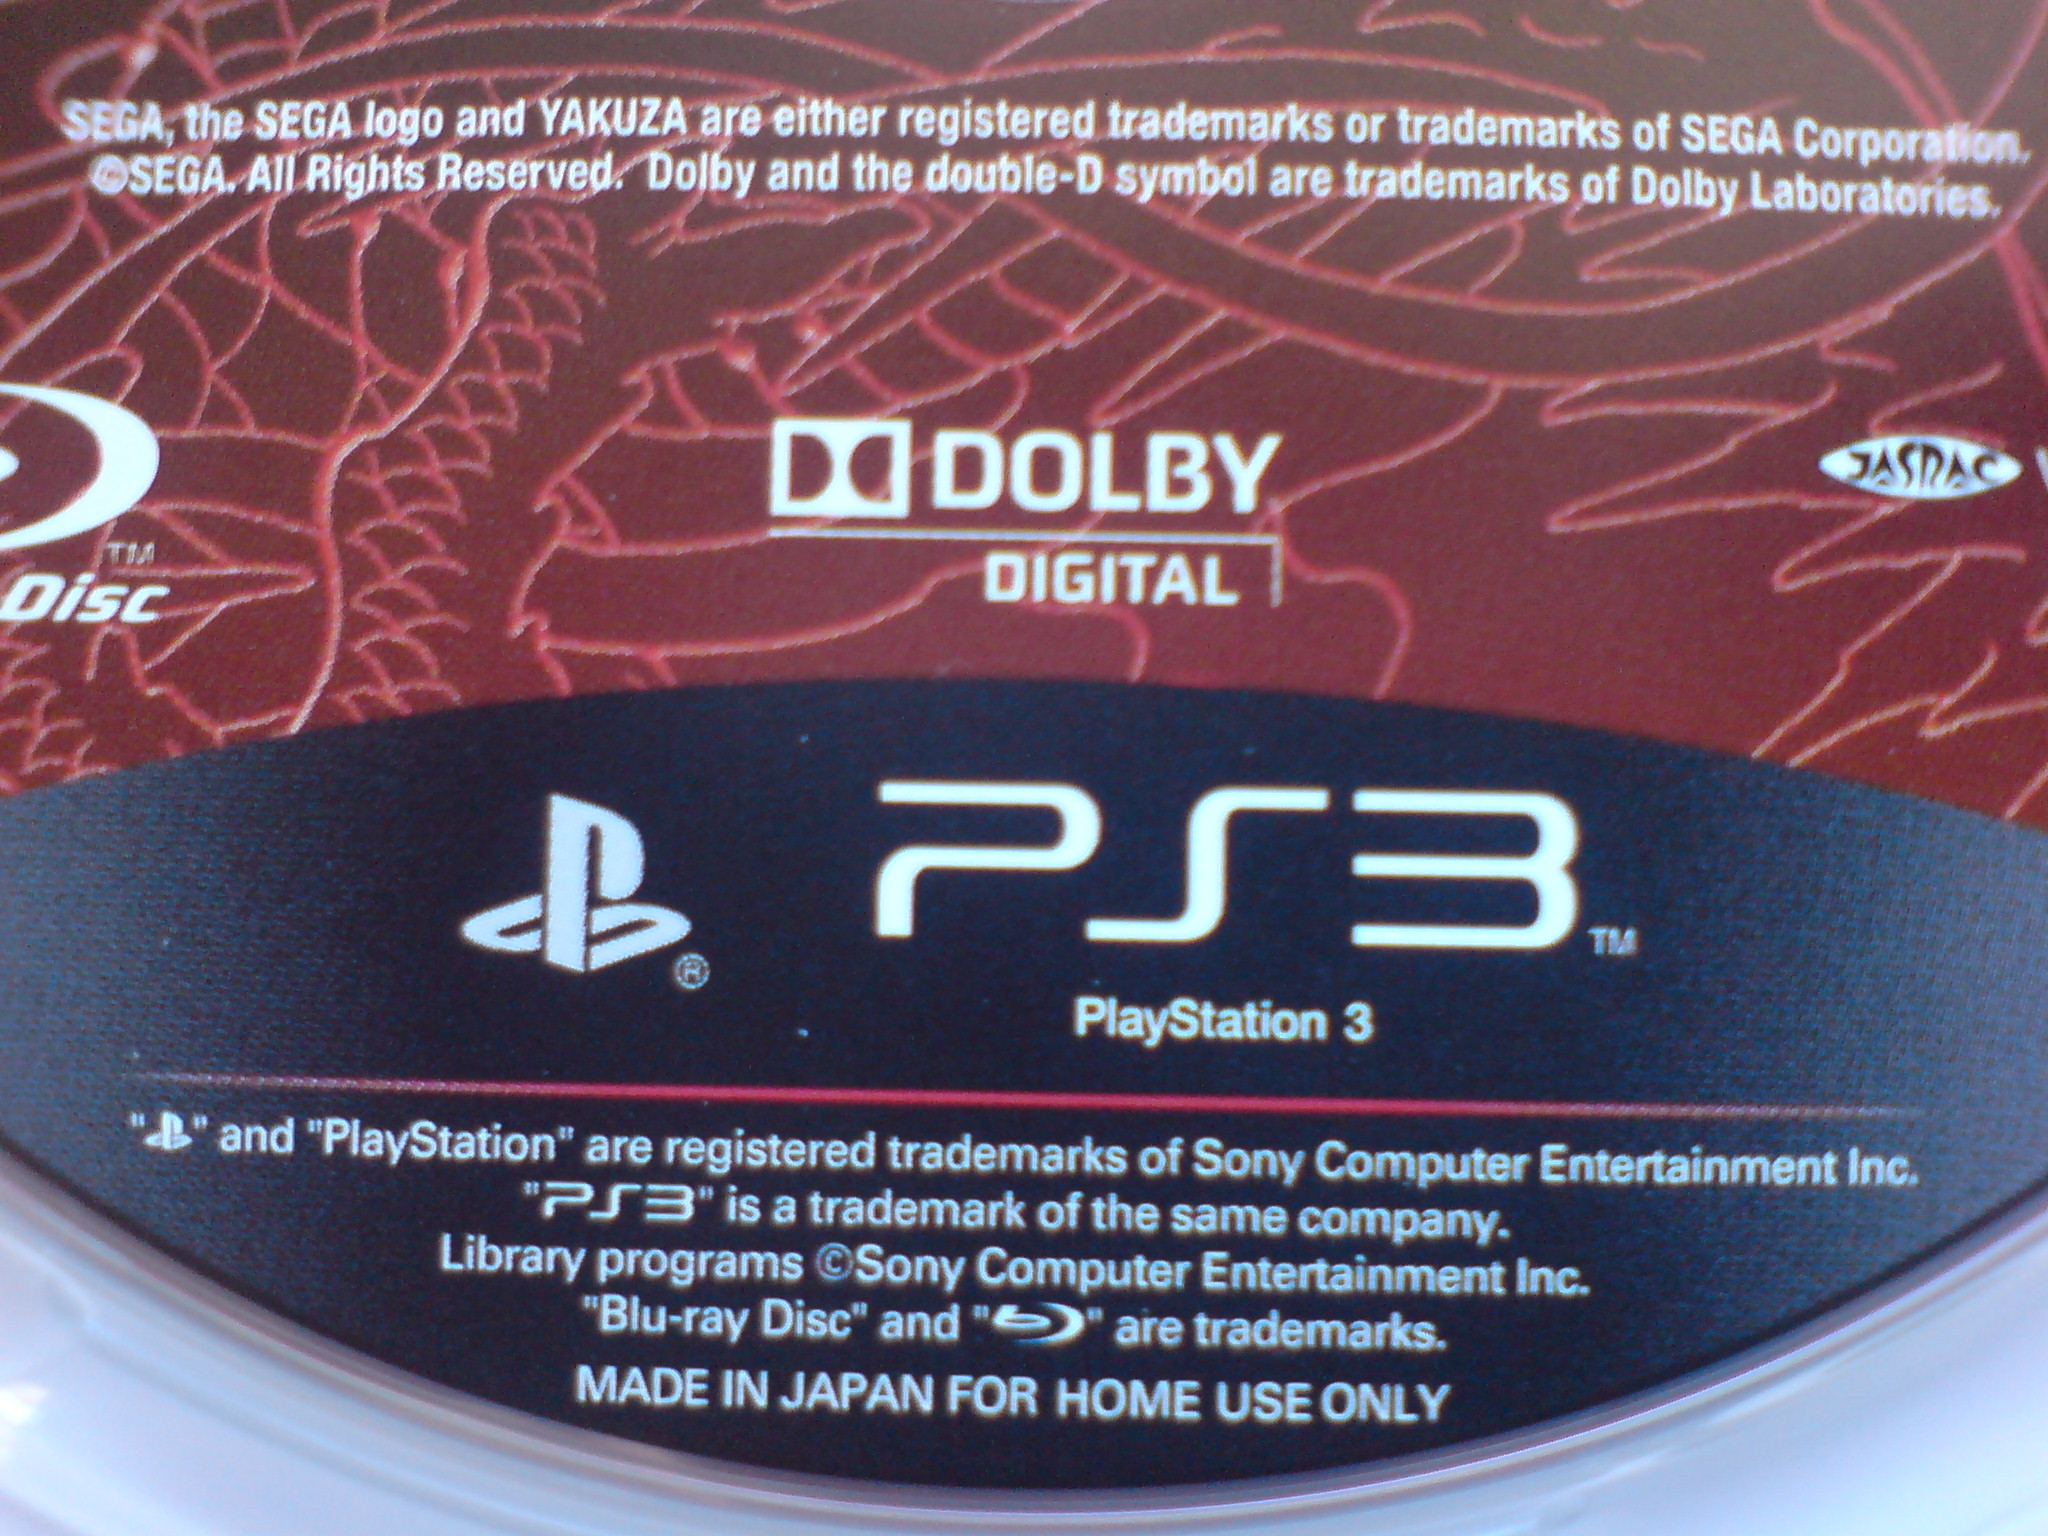 SEGA, the SEGA logo and YAKUZA are either registered trademarks or trademarks of SEGA Corporation.
©SEGA. All Rights Reserved. Dolby and the double-D symbol are trademarks of Dolby Laboratories.
DOLBY
DIGITAL
JASRAC
TM
Disc
PS3 TM
®
PlayStation 3
"" and "PlayStation" are registered trademarks of Sony Computer Entertainment Inc.
"PS3" is a trademark of the same company.
Library programs ©Sony Computer Entertainment Inc.
"Blu-ray Disc" and "" are trademarks.
MADE IN JAPAN FOR HOME USE ONLY